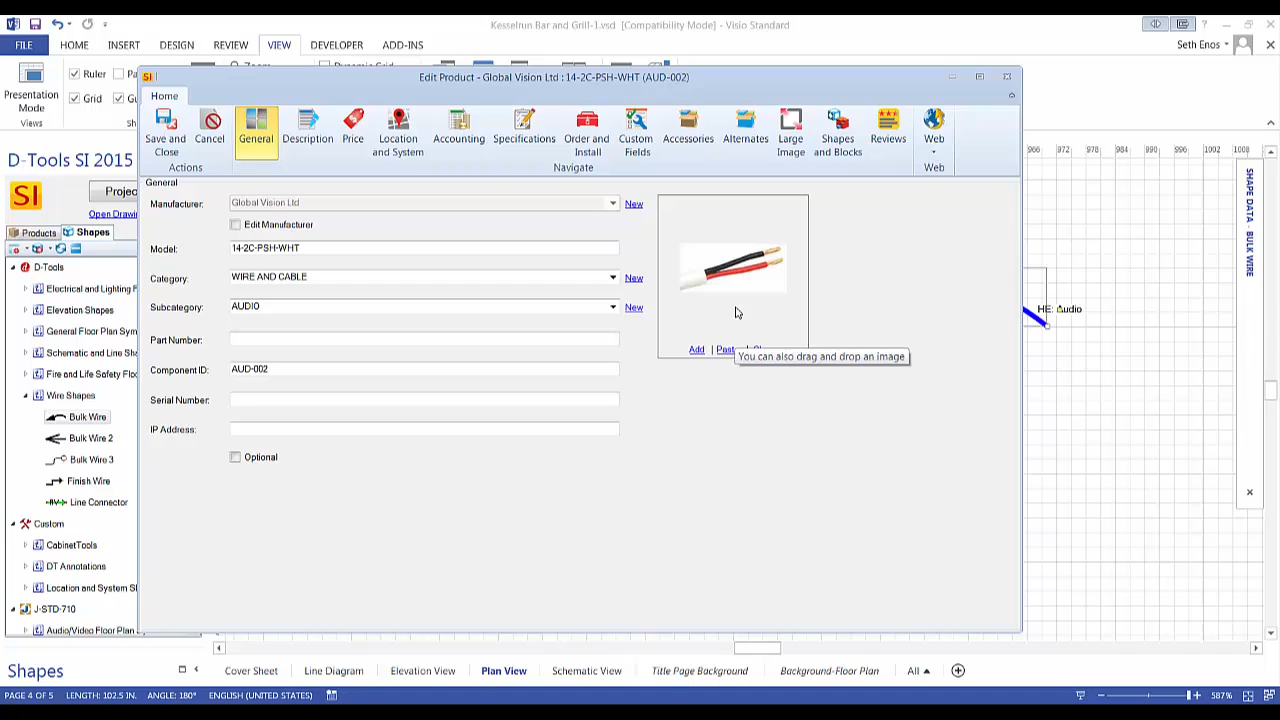 Kesselrun Bar and Grill-1.vsd [Compatibility Mode] - Visio Standard
FILE HOME INSERT DESIGN REVIEW VIEW DEVELOPER ADD-INS
Seth Enos
Ruler
Grid
Presentation
Mode
Views
SI
Edit Product - Global Vision Ltd : 14-2C-PSH-WHT (AUD-002)
Home
Save and
Close
Cancel
General
Description
Price
Location
and System
Accounting
Specifications
Order and
Install
Custom
Fields
Accessories
Alternates
Large
Image
Shapes
and Blocks
Reviews
Web
Actions
Navigate
Web
General
Manufacturer: Global Vision Ltd New
Edit Manufacturer
Model: 14-2C-PSH-WHT
Category: WIRE AND CABLE New
Subcategory: AUDIO New
Part Number:
Component ID: AUD-002
Serial Number:
IP Address:
Optional
Add |
You can also drag and drop an image
D-Tools SI 2015
SI
Projec
Open Drawi
Products Shapes
D-Tools
Electrical and Lighting F
Elevation Shapes
General Floor Plan Sym
Schematic and Line Sha
Fire and Life Safety Floo
Wire Shapes
Bulk Wire
Bulk Wire 2
Bulk Wire 3
Finish Wire
Line Connector
Custom
CabinetTools
DT Annotations
Location and System Sh
J-STD-710
Audio/Video Floor Plan
Shapes
966 972 978 984 990 996 1002 1008
HE: Audio
SHAPE DATA - BULK WIRE
Cover Sheet Line Diagram Elevation View Plan View Schematic View Title Page Background Background-Floor Plan All
PAGE 4 OF 5 LENGTH: 102.5 IN. ANGLE: 180° ENGLISH (UNITED STATES)
587%